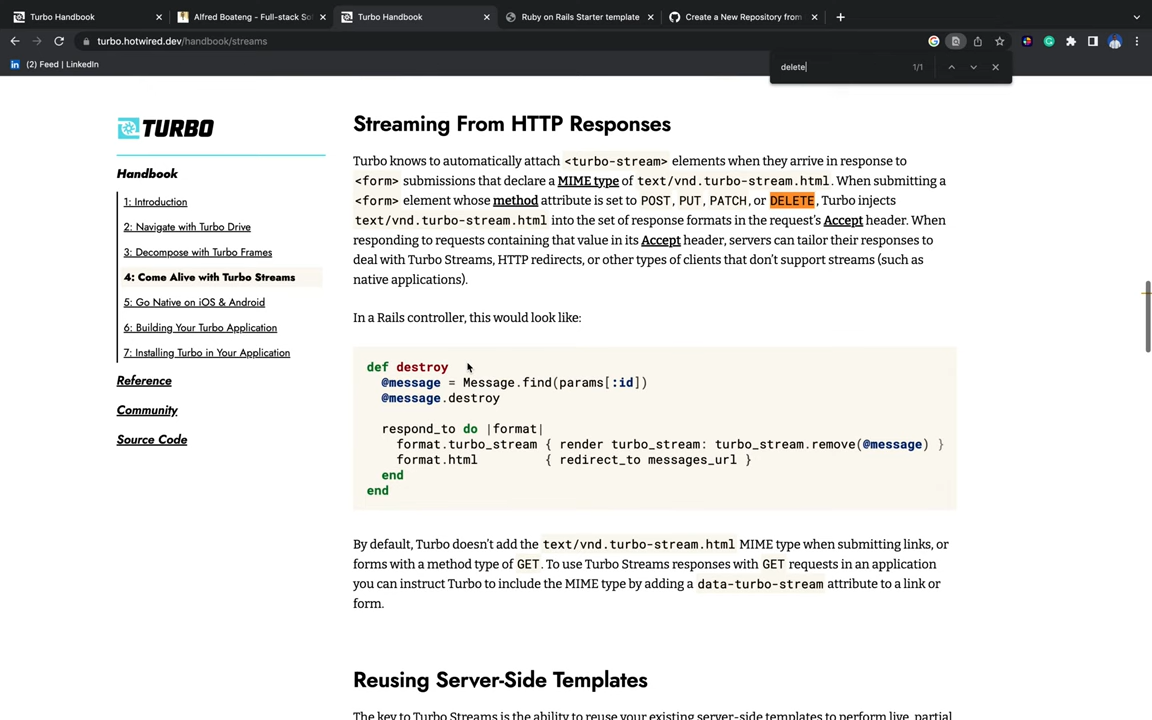 Turbo Handbook
Alfred Boateng - Full-stack So
Turbo Handbook
Ruby on Rails Starter template
Create a New Repository from
turbo.hotwired.dev/handbook/streams
delete
1/1
(2) Feed | LinkedIn
TURBO
Handbook
1: Introduction
2: Navigate with Turbo Drive
3: Decompose with Turbo Frames
4: Come Alive with Turbo Streams
5: Go Native on iOS & Android
6: Building Your Turbo Application
7: Installing Turbo in Your Application
Reference
Community
Source Code
Streaming From HTTP Responses
Turbo knows to automatically attach <turbo-stream> elements when they arrive in response to
<form> submissions that declare a MIME type of text/vnd.turbo-stream.html. When submitting a
<form> element whose method attribute is set to POST, PUT, PATCH, or DELETE, Turbo injects
text/vnd.turbo-stream.html into the set of response formats in the request's Accept header. When
responding to requests containing that value in its Accept header, servers can tailor their responses to
deal with Turbo Streams, HTTP redirects, or other types of clients that don't support streams (such as
native applications).
In a Rails controller, this would look like:
def destroy
@message = Message.find(params[:id])
@message.destroy
respond_to do |format|
format.turbo_stream { render turbo_stream: turbo_stream.remove(@message) }
format.html { redirect_to messages_url }
end
end
By default, Turbo doesn't add the text/vnd.turbo-stream.html MIME type when submitting links, or
forms with a method type of GET. To use Turbo Streams responses with GET requests in an application
you can instruct Turbo to include the MIME type by adding a data-turbo-stream attribute to a link or
form.
Reusing Server-Side Templates
The key to Turbo Streams is the ability to reuse your existing server-side templates to perform live, partial